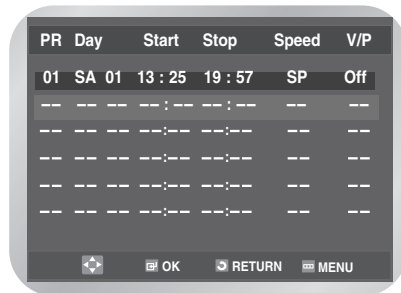 PR Day Start Stop Speed V/P
01 SA 01 13 : 25 19 : 57 SP Off
-- -- -- -- : -- -- : -- -- --
-- -- -- --:-- --:-- -- --
-- -- -- --:-- --:-- -- --
-- -- -- --:-- --:-- -- --
-- -- -- --:-- --:-- -- --
OK RETURN MENU